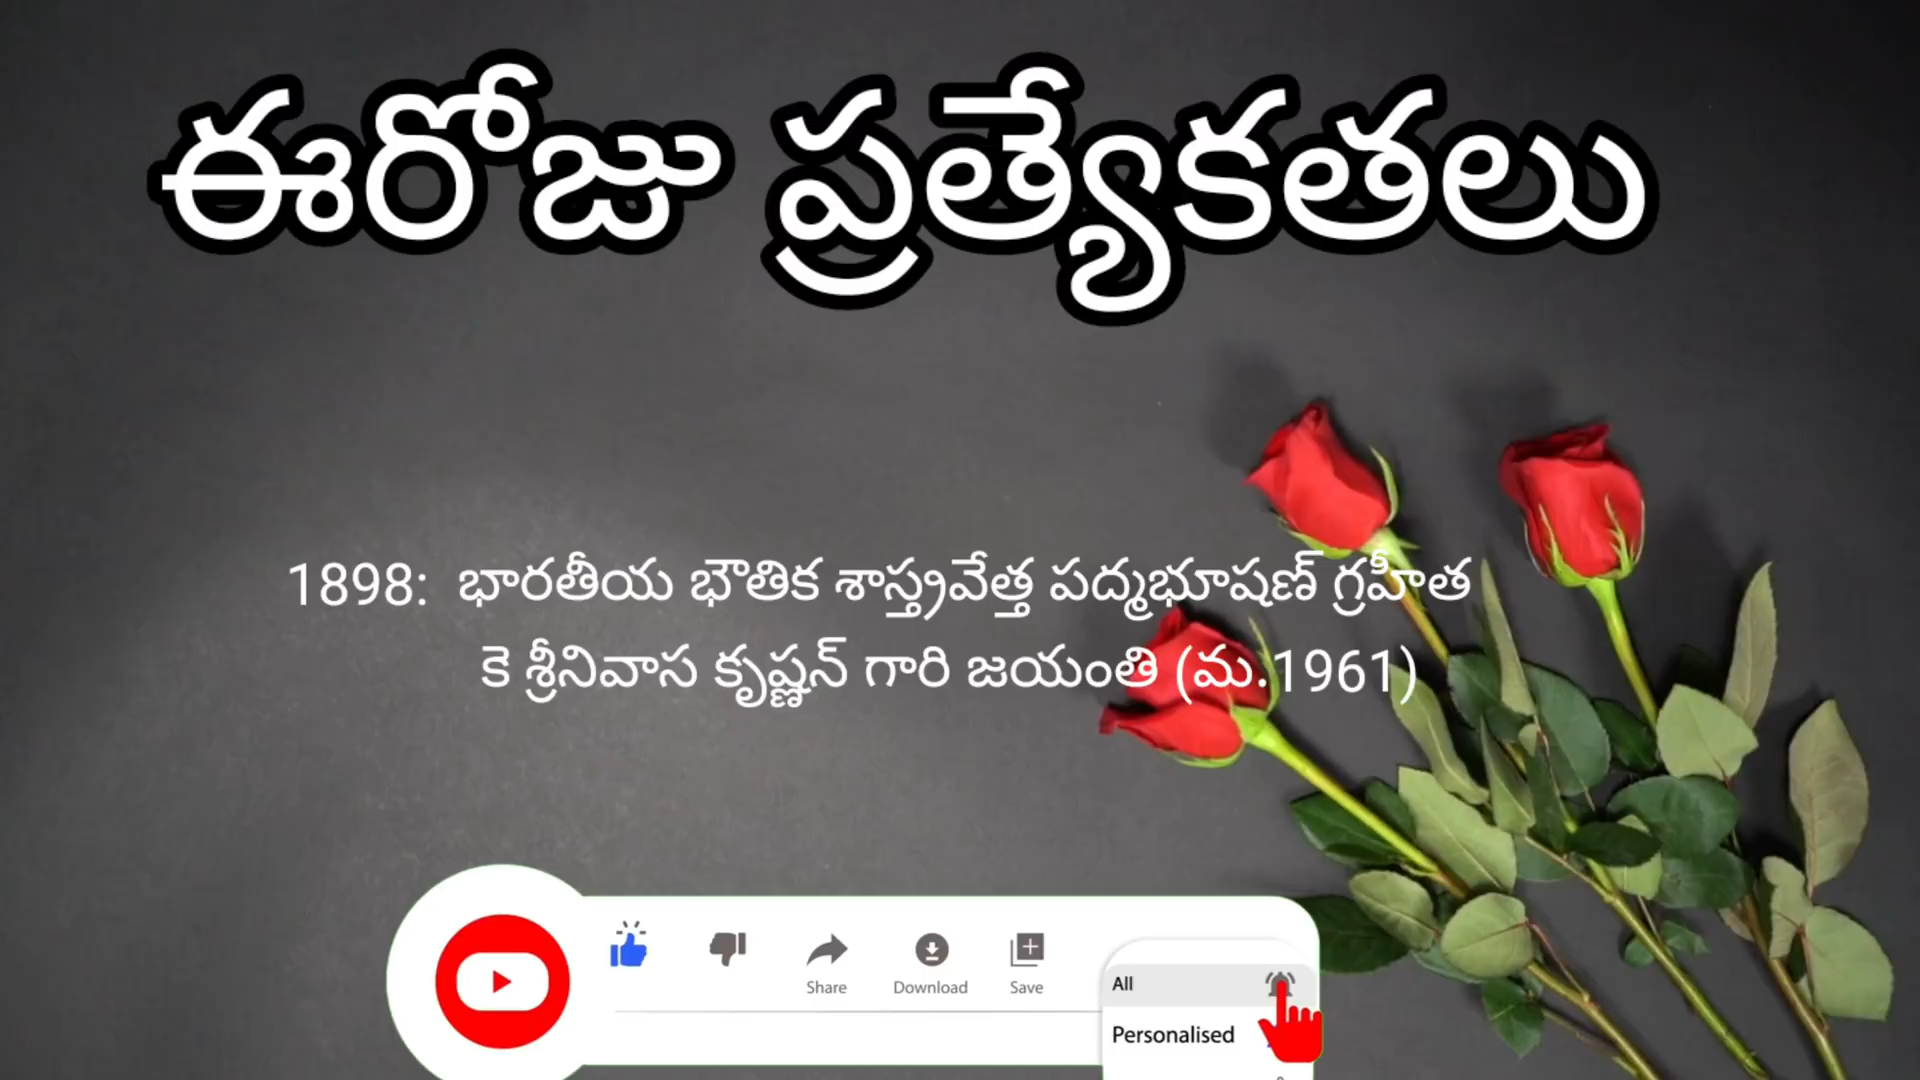 ఈరోజు ప్రత్యేకతలు
1898: భారతీయ భౌతిక శాస్త్రవేత్త పద్మభూషణ్ గ్రహీత
కె శ్రీనివాస కృష్ణన్ గారి జయంతి (మ.1961)
Share Download Save
All
Personalised